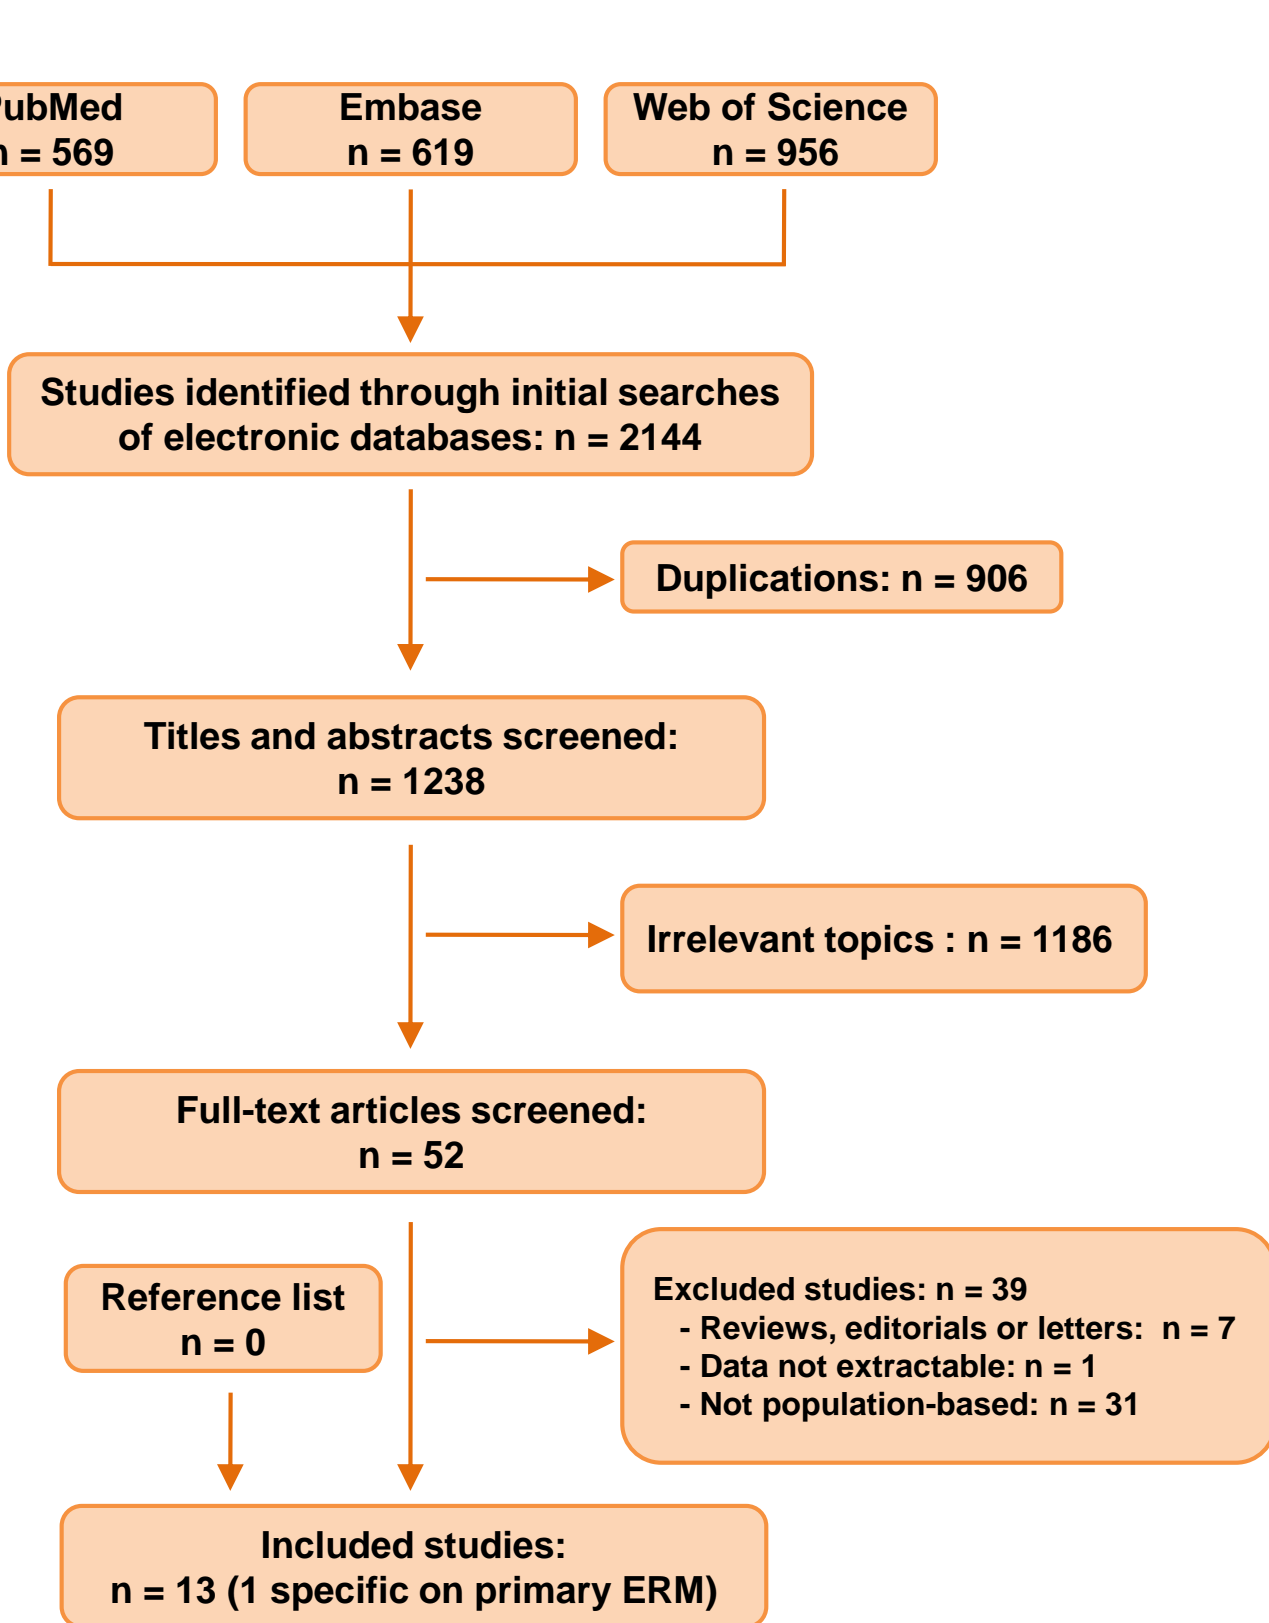 PubMed
n = 569
Embase
n = 619
Web of Science
n = 956
Studies identified through initial searches
of electronic databases: n = 2144
Duplications: n = 906
Titles and abstracts screened:
n = 1238
Irrelevant topics : n = 1186
Full-text articles screened:
n = 52
Reference list
n = 0
Excluded studies: n = 39
- Reviews, editorials or letters:  n = 7
- Data not extractable: n = 1
- Not population-based: n = 31
Included studies:
n = 13 (1 specific on primary ERM)